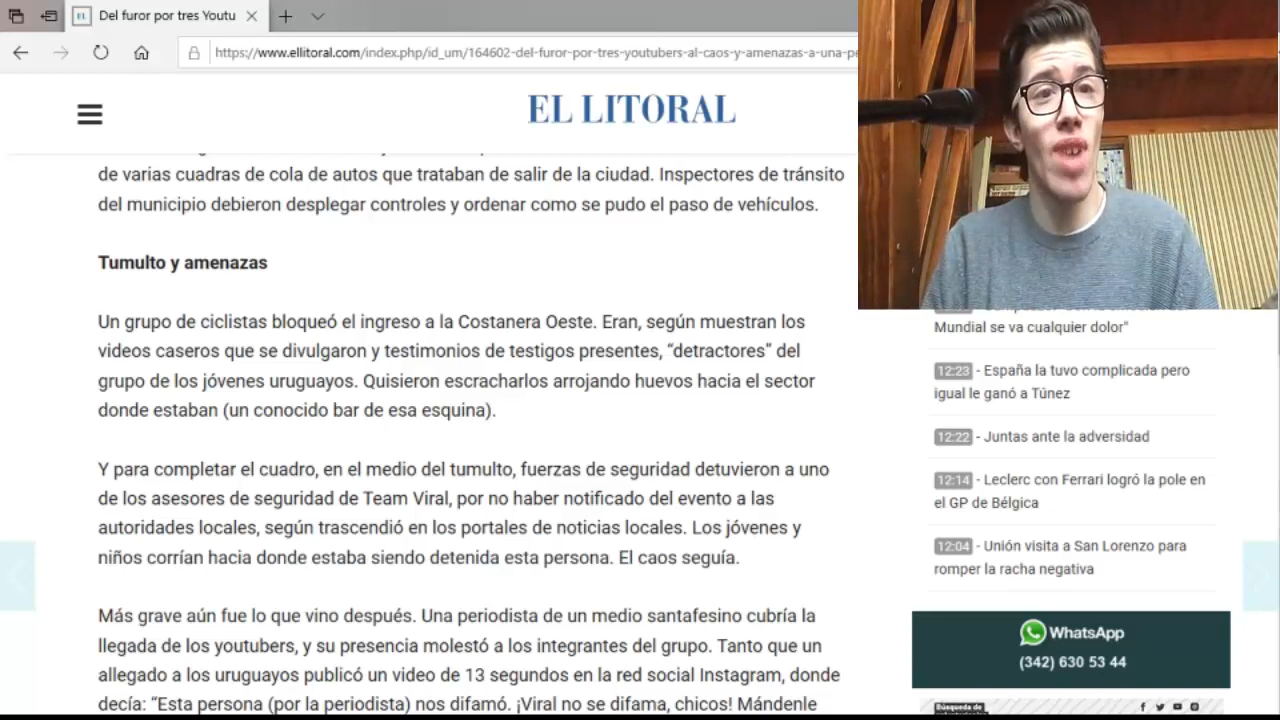 Del furor por tres Youtu
https://www.ellitoral.com/index.php/id_um/164602-del-furor-por-tres-youtubers-al-caos-y-amenazas-a-una-pe
EL LITORAL
de varias cuadras de cola de autos que trataban de salir de la ciudad. Inspectores de tránsito
del municipio debieron desplegar controles y ordenar como se pudo el paso de vehículos.
Tumulto y amenazas
Un grupo de ciclistas bloqueó el ingreso a la Costanera Oeste. Eran, según muestran los
videos caseros que se divulgaron y testimonios de testigos presentes, “detractores” del
grupo de los jóvenes uruguayos. Quisieron escracharlos arrojando huevos hacia el sector
donde estaban (un conocido bar de esa esquina).
Y para completar el cuadro, en el medio del tumulto, fuerzas de seguridad detuvieron a uno
de los asesores de seguridad de Team Viral, por no haber notificado del evento a las
autoridades locales, según trascendió en los portales de noticias locales. Los jóvenes y
niños corrían hacia donde estaba siendo detenida esta persona. El caos seguía.
Más grave aún fue lo que vino después. Una periodista de un medio santafesino cubría la
llegada de los youtubers, y su presencia molestó a los integrantes del grupo. Tanto que un
allegado a los uruguayos publicó un video de 13 segundos en la red social Instagram, donde
decía: “Esta persona (por la periodista) nos difamó. ¡Viral no se difama, chicos! Mándenle
Mundial se va cualquier dolor"
12:23 - España la tuvo complicada pero
igual le ganó a Túnez
12:22 - Juntas ante la adversidad
12:14 - Leclerc con Ferrari logró la pole en
el GP de Bélgica
12:04 - Unión visita a San Lorenzo para
romper la racha negativa
WhatsApp
(342) 630 53 44
Búsqueda de